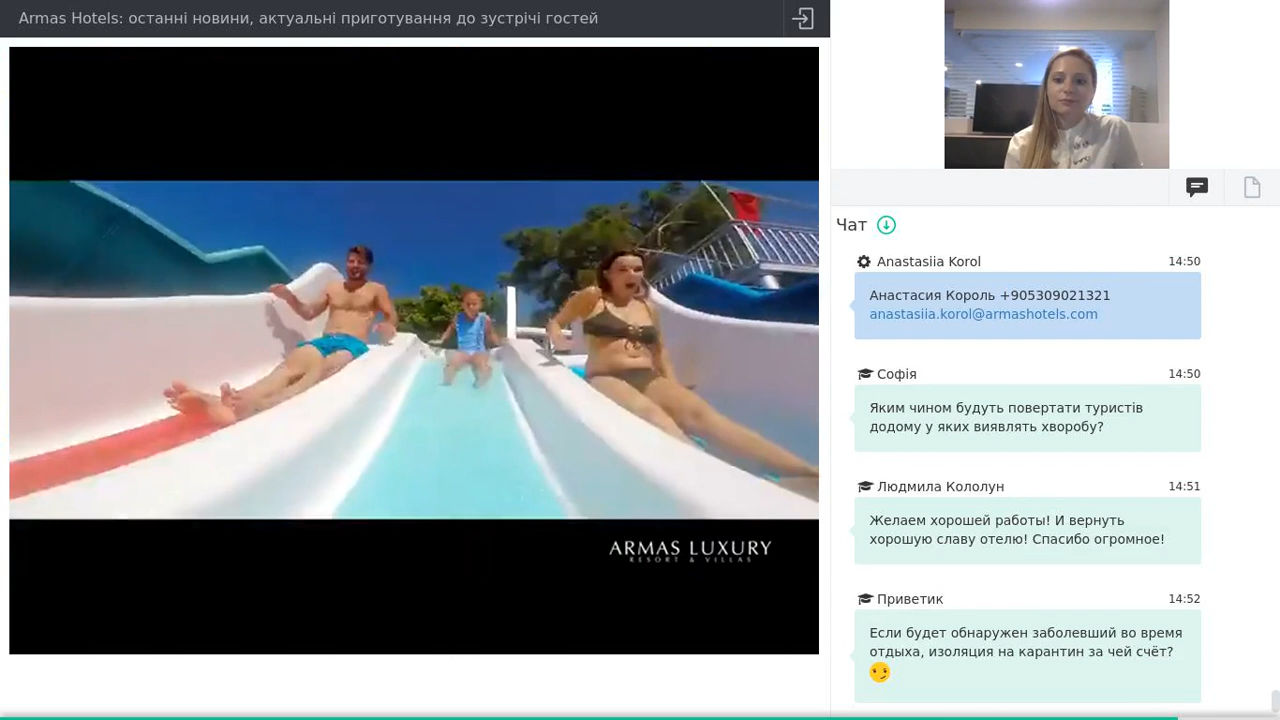 Armas Hotels: останні новини, актуальні приготування до зустрічі гостей
ARMAS LUXURY
RESORT & VILLAS
Чат
Anastasiia Korol 14:50
Анастасия Король +905309021321
anastasiia.korol@armashotels.com
Софія 14:50
Яким чином будуть повертати туристів
додому у яких виявлять хворобу?
Людмила Кололун 14:51
Желаем хорошей работы! И вернуть
хорошую славу отелю! Спасибо огромное!
Приветик 14:52
Если будет обнаружен заболевший во время
отдыха, изоляция на карантин за чей счёт?